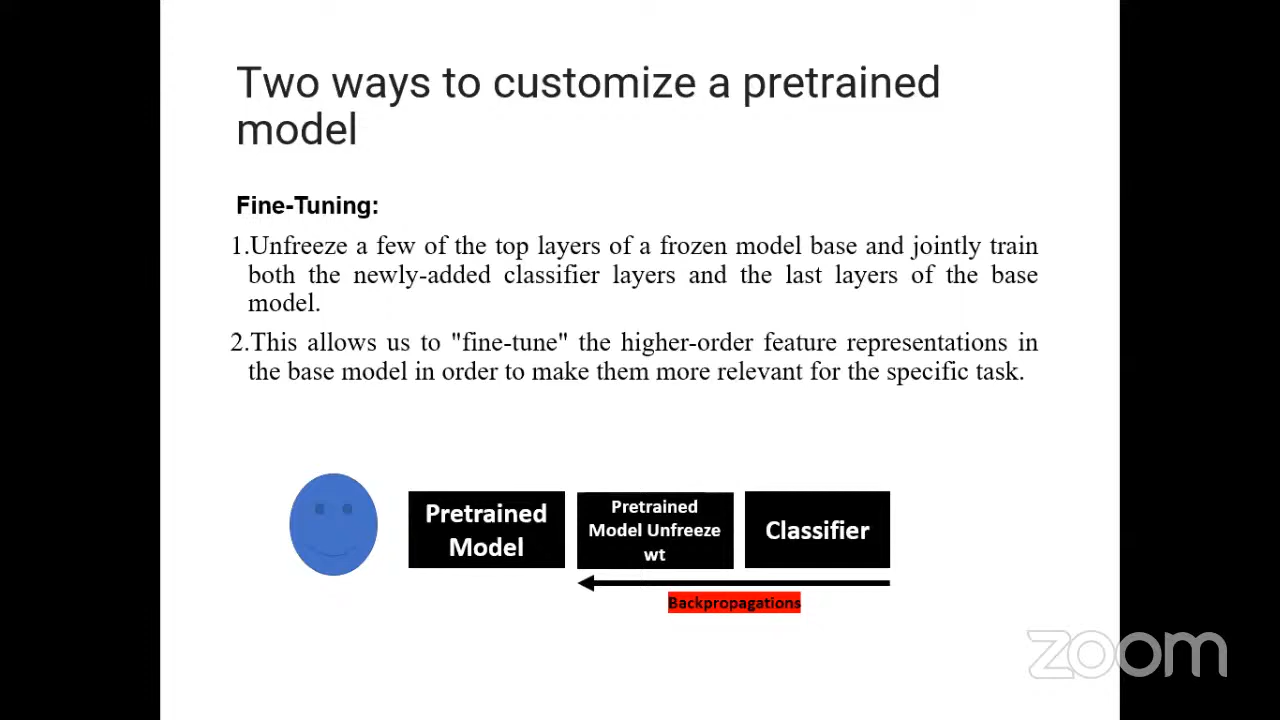 Two ways to customize a pretrained
model
Fine-Tuning:
1.Unfreeze a few of the top layers of a frozen model base and jointly train
both the newly-added classifier layers and the last layers of the base
model.
2.This allows us to "fine-tune" the higher-order feature representations in
the base model in order to make them more relevant for the specific task.
Pretrained
Model
Pretrained
Model Unfreeze
wt
Classifier
Backpropagations
zoom